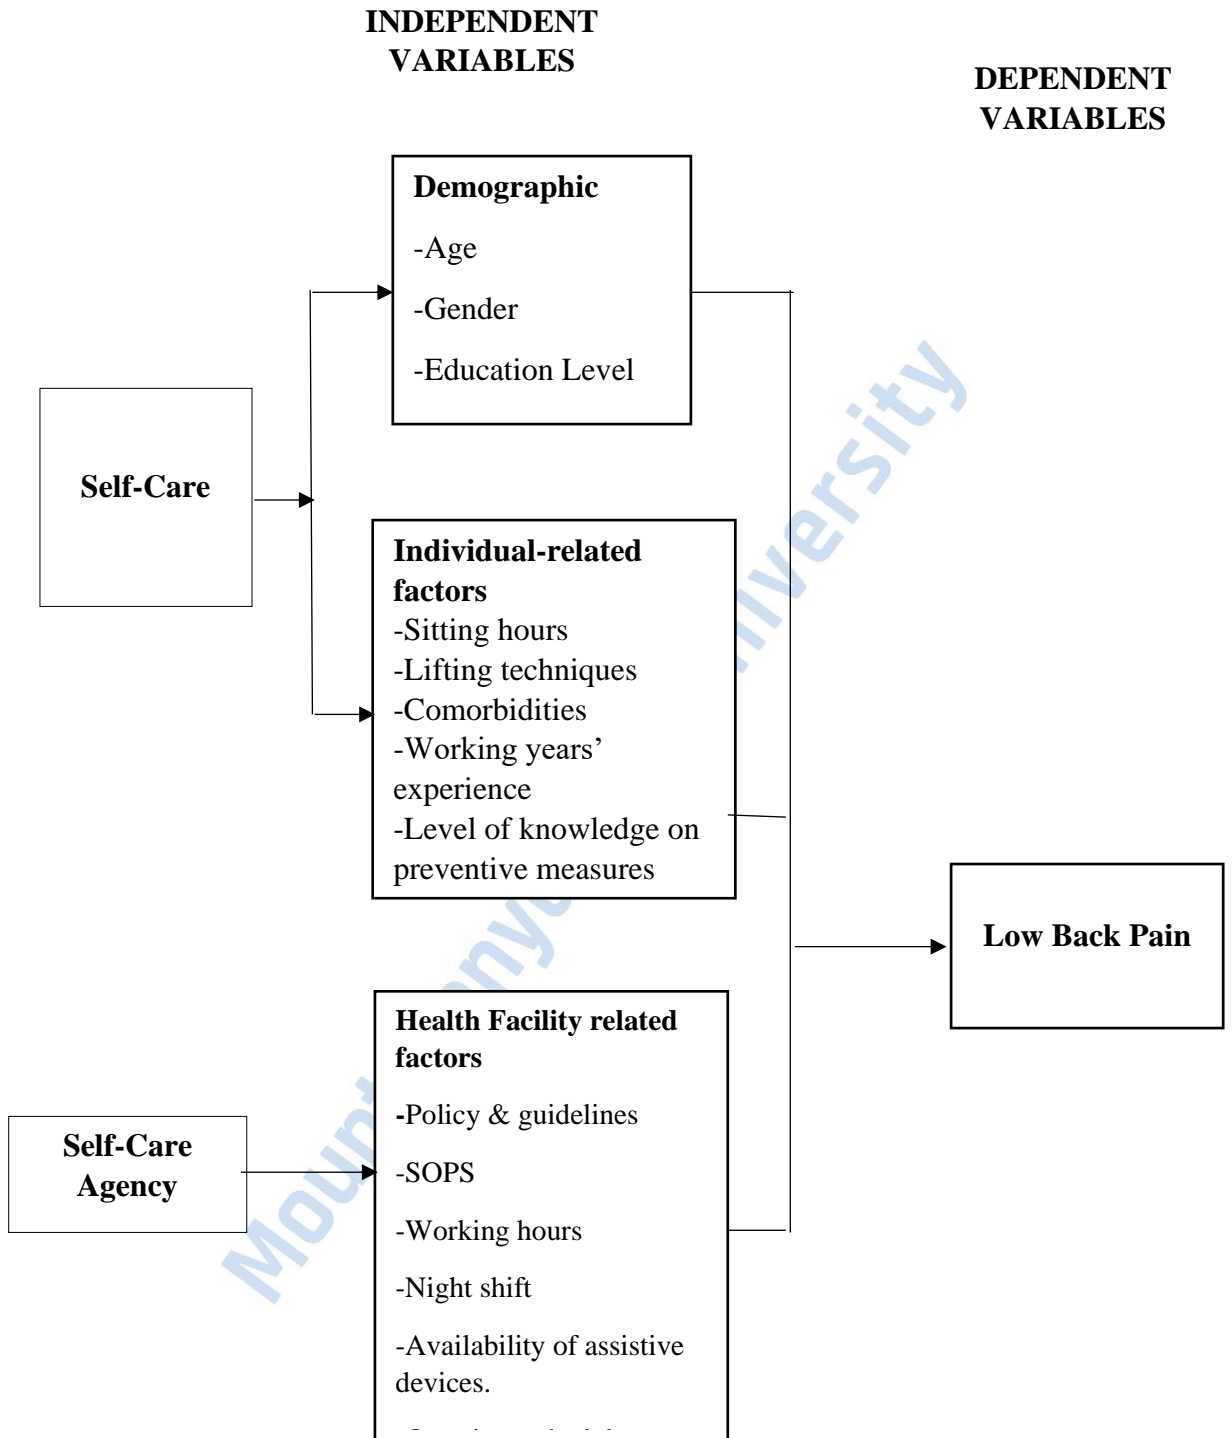 INDEPENDENT
VARIABLES
DEPENDENT
VARIABLES
Demographic
-Age
-Gender
-Education Level
Self-Care
Individual-related
factors
-Sitting hours
-Lifting techniques
-Comorbidities
-Working years’
experience
-Level of knowledge on
preventive measures
Low Back Pain
Health Facility related
factors
-Policy & guidelines
-SOPS
-Working hours
-Night shift
-Availability of assistive
devices.
Self-Care
Agency